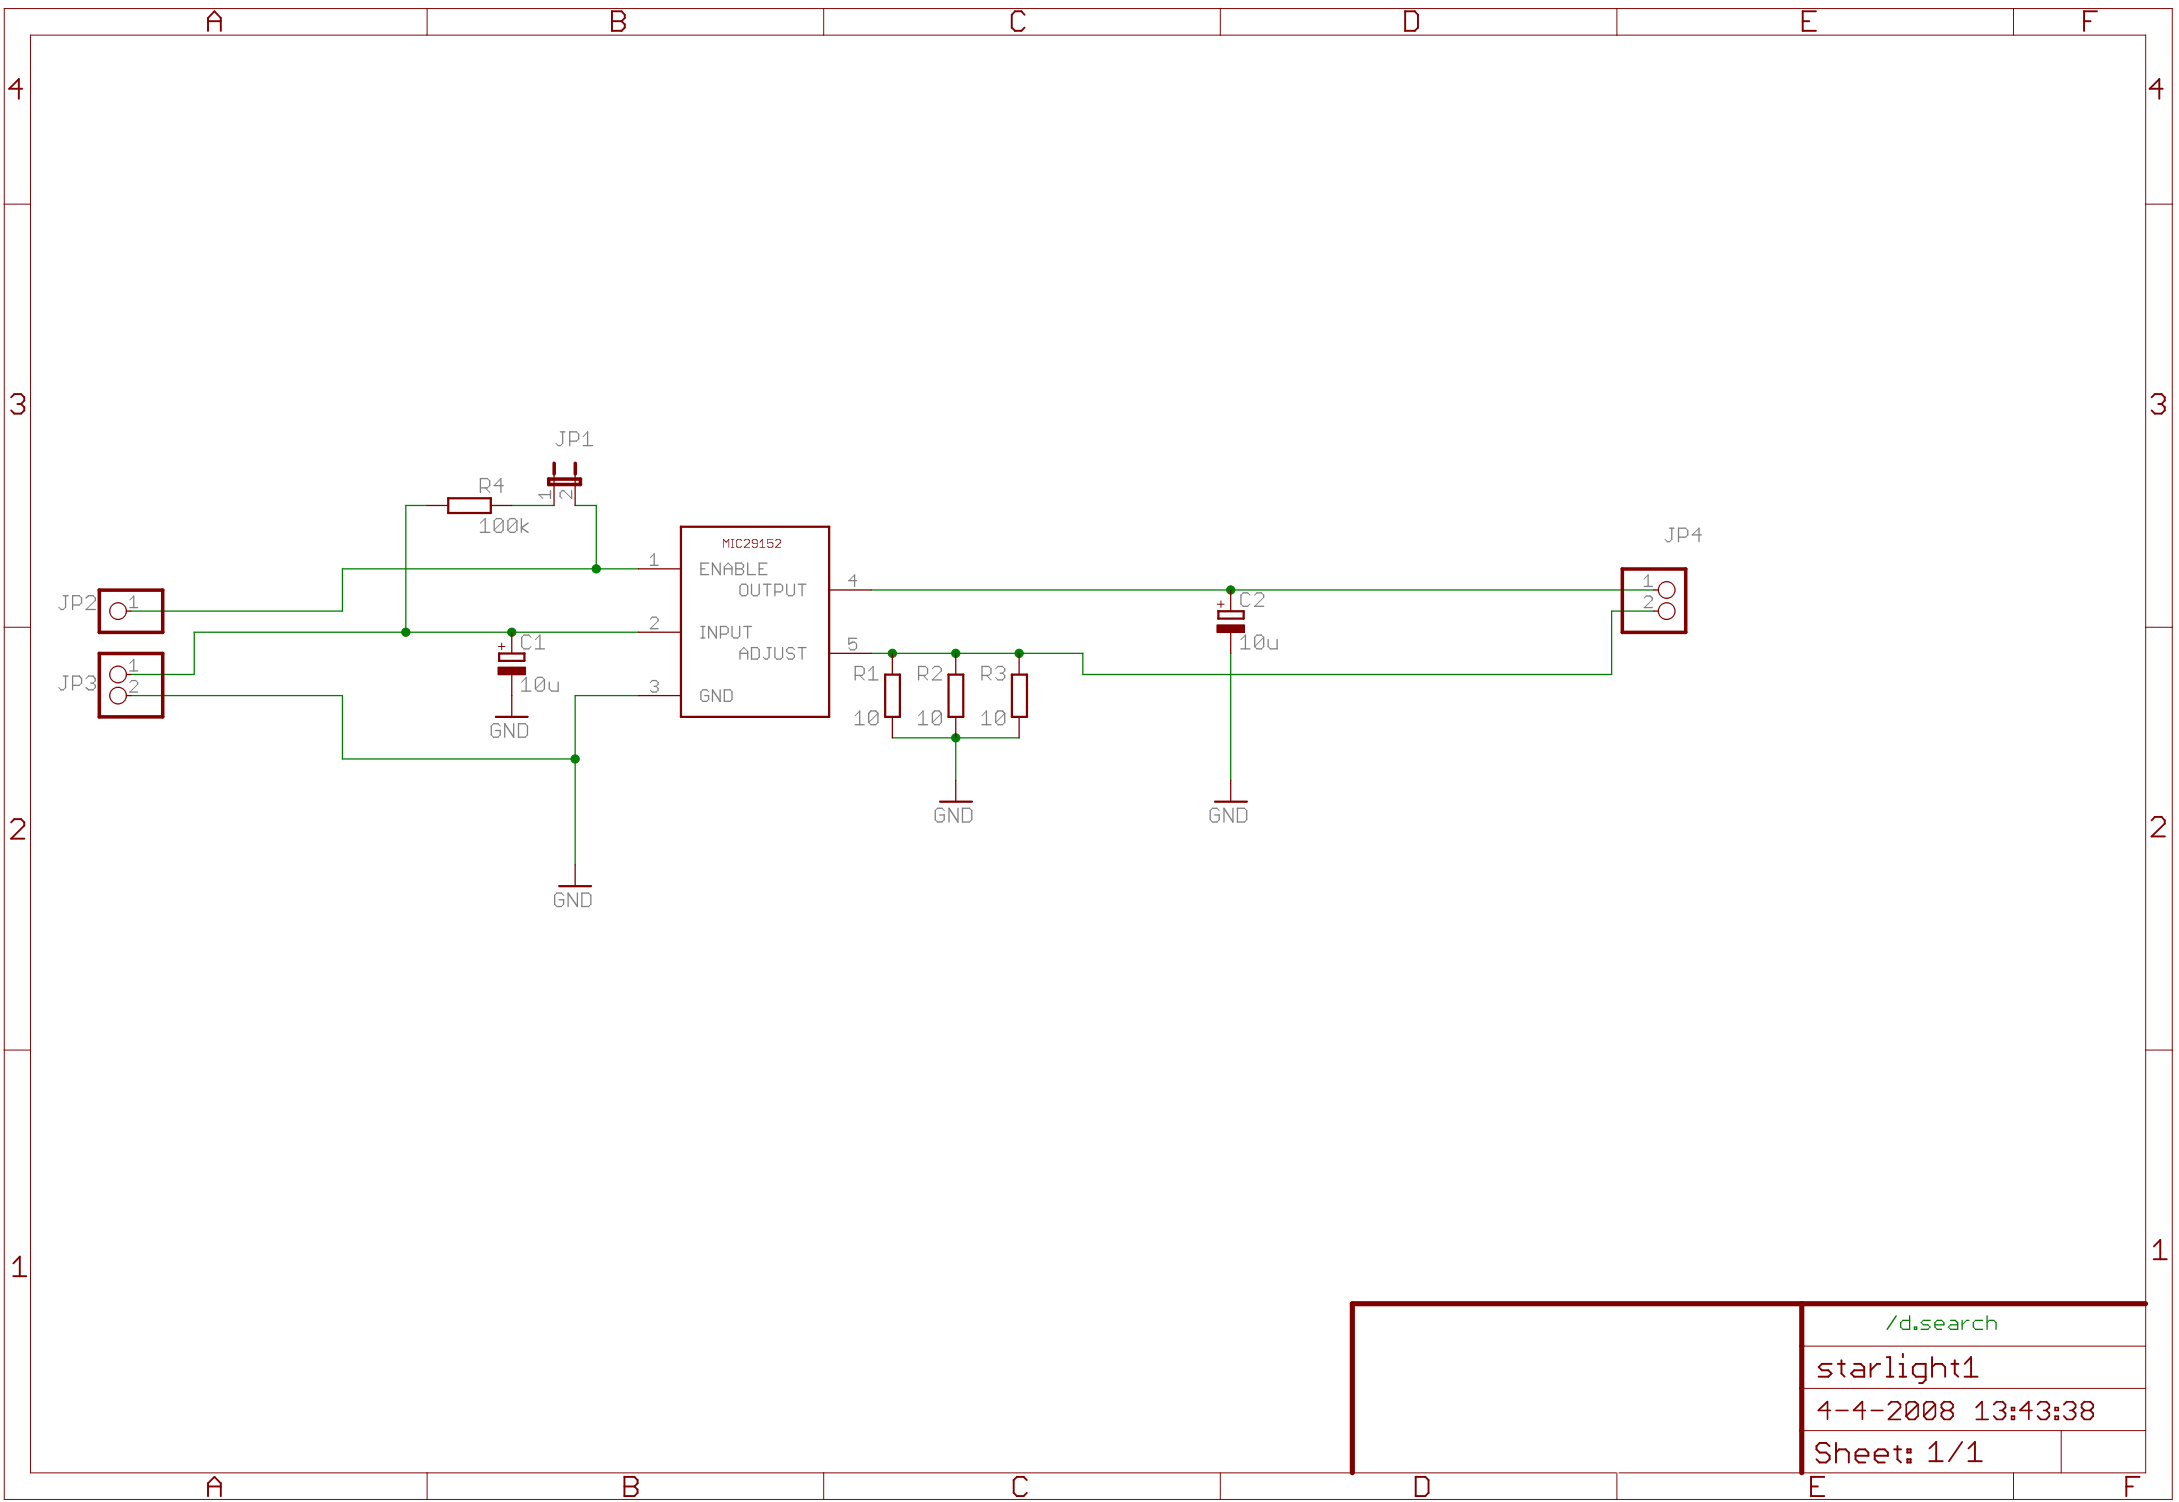 A B C D E F
4 4
3 3
JP1
R4
1 2
100k
JP4
MIC29152
1 ENABLE
OUTPUT 4
JP2 1
1
2
C2
10u
2 INPUT
ADJUST 5
C1
10u
JP3 1
2
3 GND
R1 R2 R3
10 10 10
GND
GND
GND
2 2
GND
1 1
/d.search
starlight1
4-4-2008 13:43:38
Sheet: 1/1
A B C D E F